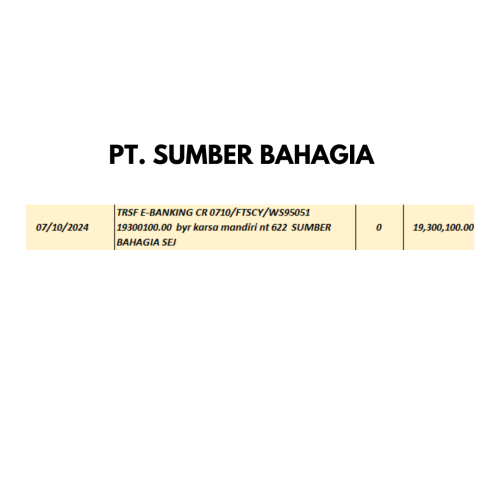 PT. SUMBER BAHAGIA
TRSF E-BANKING CR 0710/FTSCY/WS95051
07/10/2024 19300100.00 byr karsa mandiri nt 622 SUMBER 0 19,300,100.00
BAHAGIA SEJ